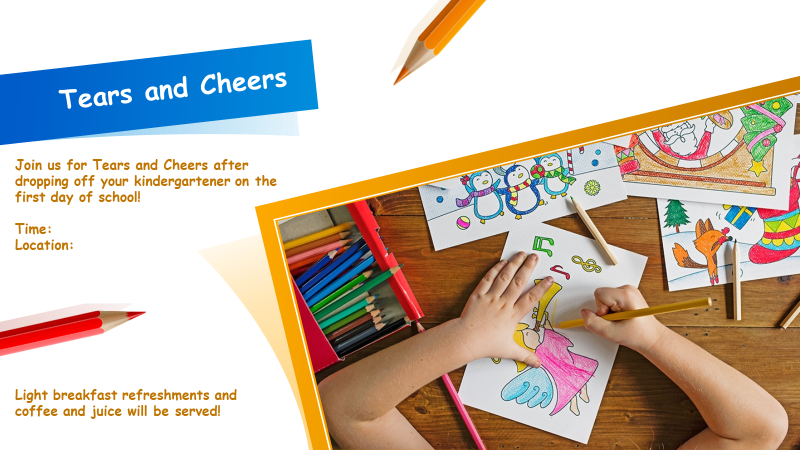 Tears and Cheers
Join us for Tears and Cheers after
dropping off your kindergartener on the
first day of school!
Time:
Location:
Light breakfast refreshments and
coffee and juice will be served!